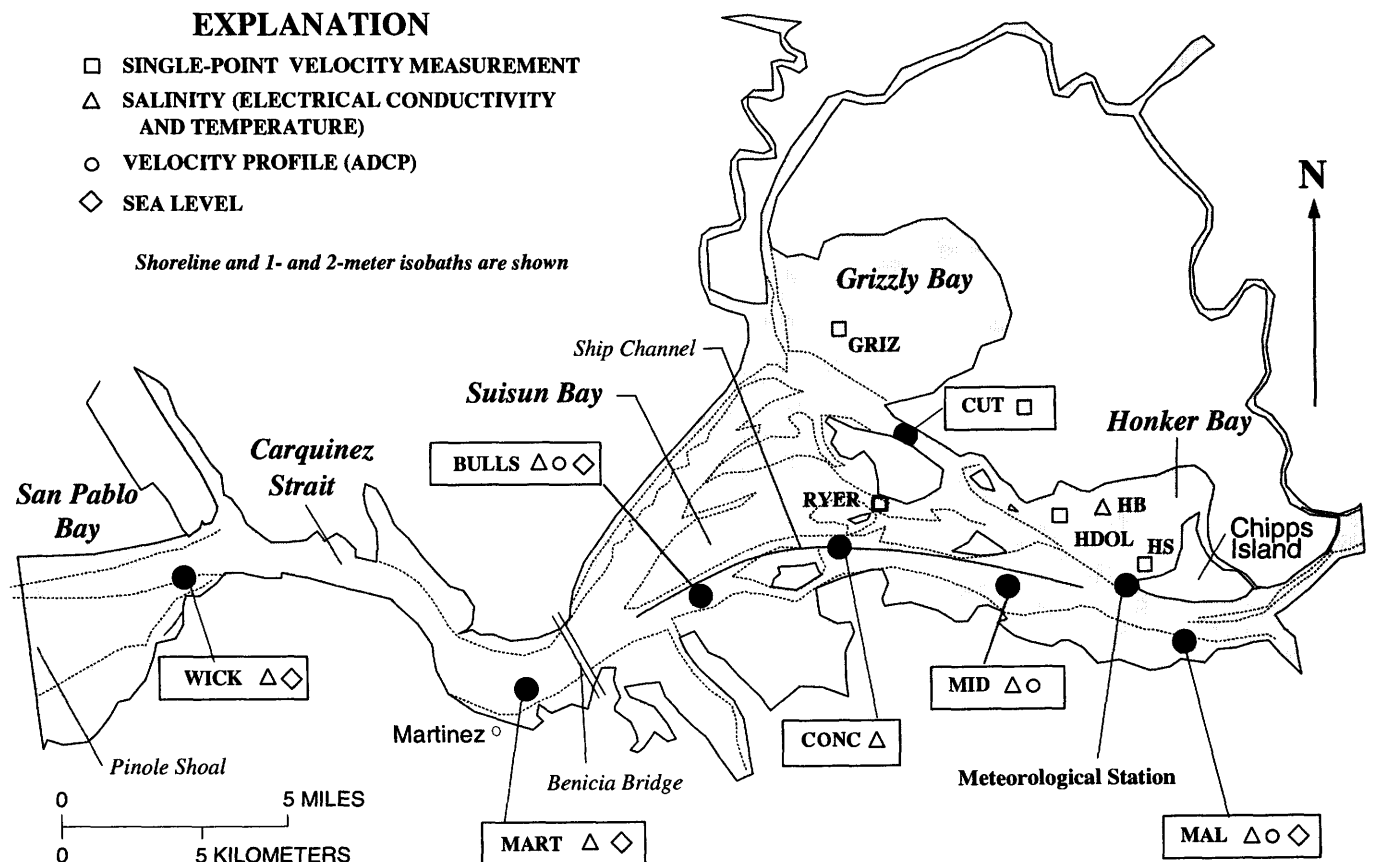 EXPLANATION
SINGLE-POINT VELOCITY MEASUREMENT
SALINITY (ELECTRICAL CONDUCTIVITY
AND TEMPERATURE)
VELOCITY PROFILE (ADCP)
SEA LEVEL
Shoreline and 1- and 2-meter isobaths are shown
N
Grizzly Bay
GRIZ
Ship Channel
Suisun Bay
CUT
Honker Bay
BULLS
Carquinez
Strait
San Pablo
Bay
RYER
HB
HDOL
HS
Chipps
Island
WICK
MID
Martinez
CONC
Pinole Shoal
Benicia Bridge
Meteorological Station
0 5 MILES
0 5 KILOMETERS
MART
MAL